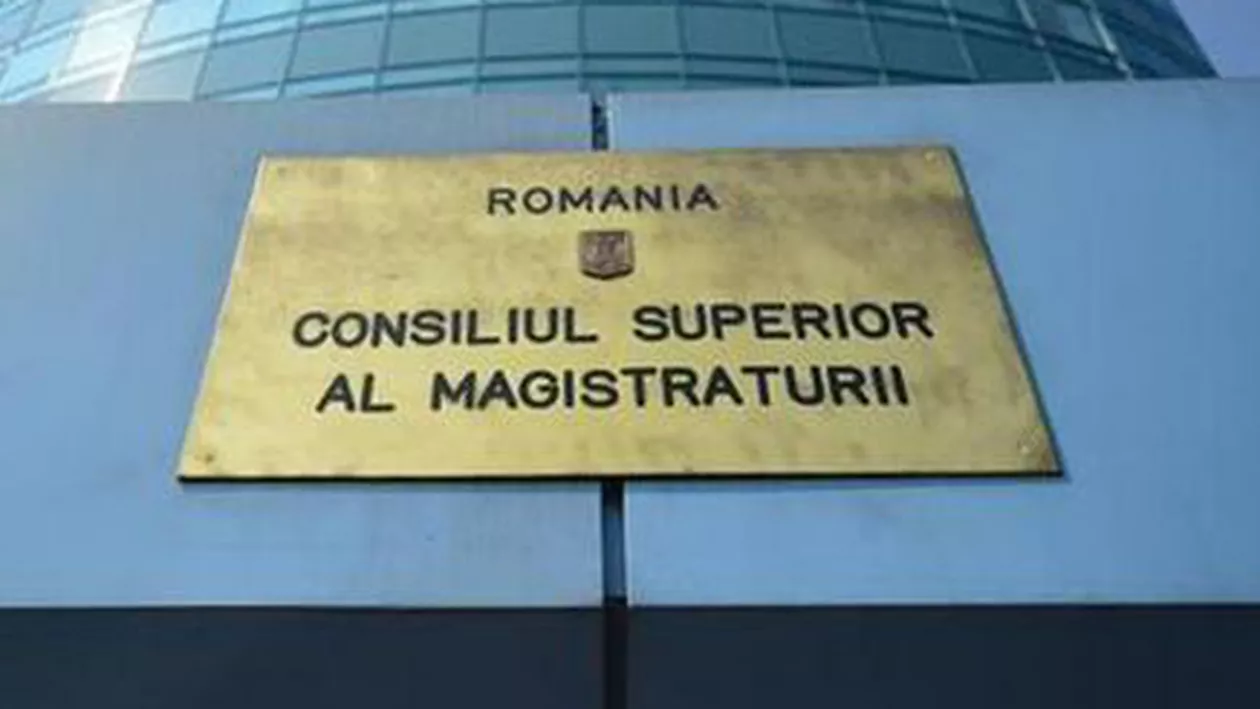 ROMANIA
CONSILIUL SUPERIOR
AL MAGISTRATURII